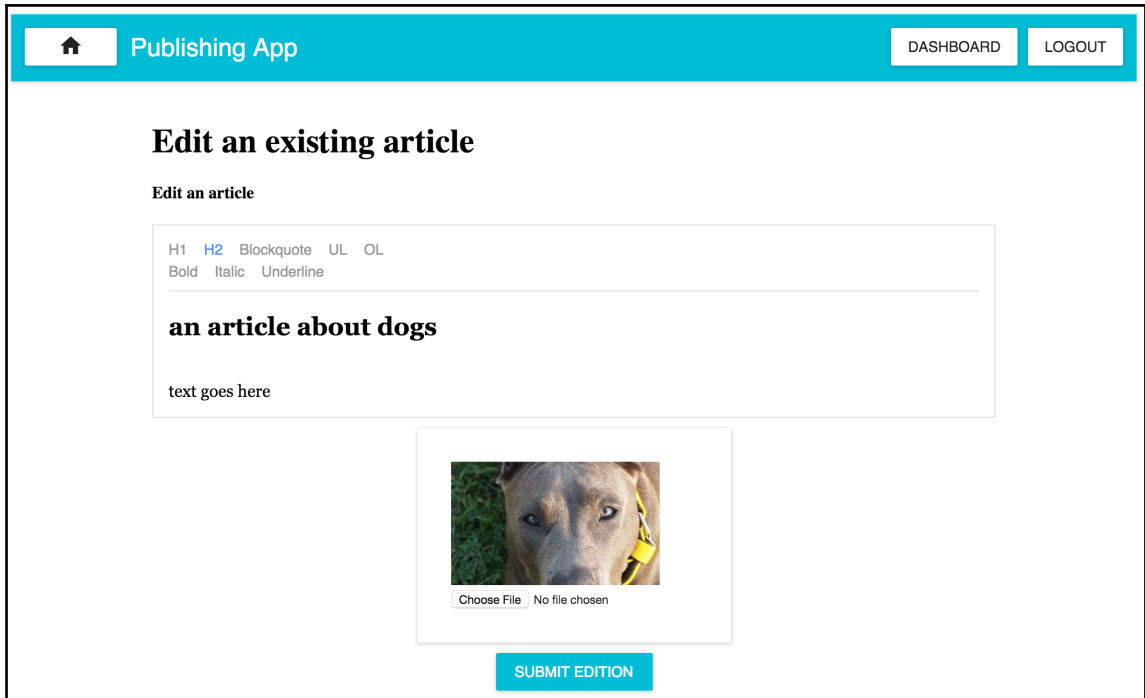 Publishing App DASHBOARD LOGOUT
Edit an existing article
Edit an article
H1 H2 Blockquote UL OL
Bold Italic Underline
an article about dogs
text goes here
Choose File No file chosen
SUBMIT EDITION